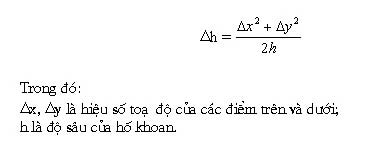 Δh = (Δx² + Δy²) / 2h
Trong đó:
Δx, Δy là hiệu số toạ độ của các điểm trên và dưới;
h là độ sâu của hố khoan.